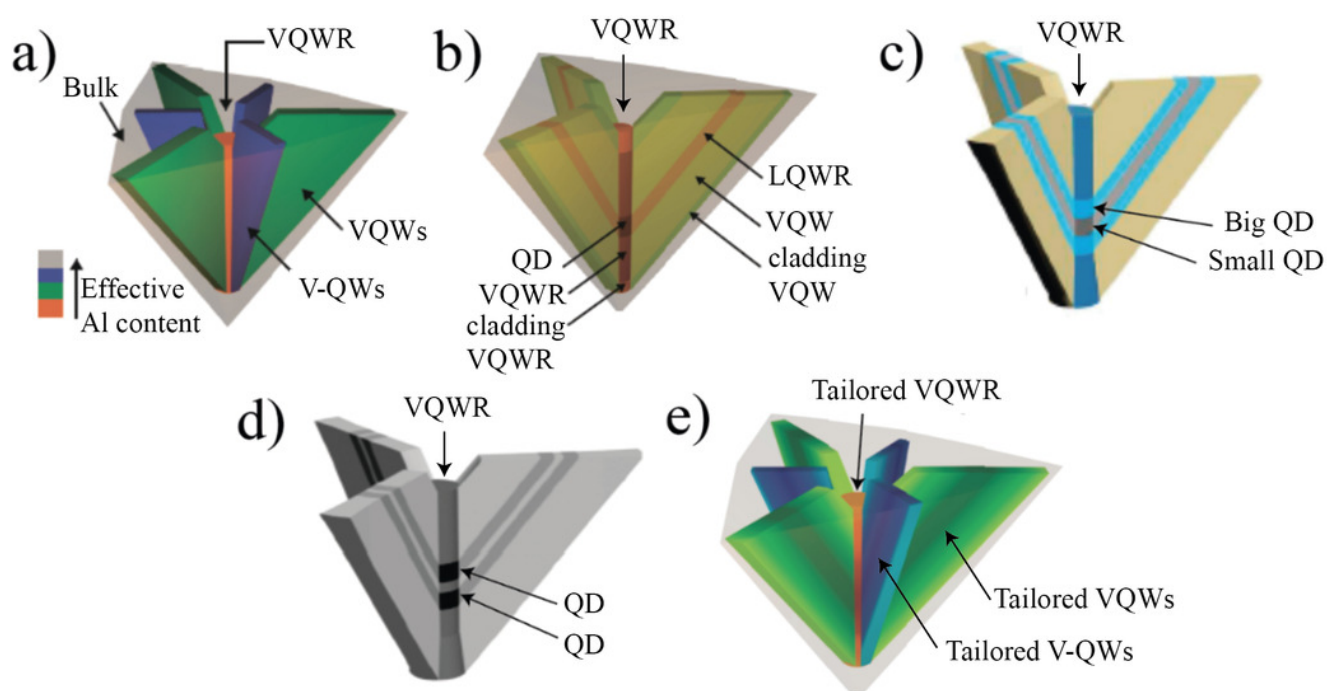 a)
VQWR
Bulk
VQWs
V-QWs
Effective
Al content
b)
VQWR
LQWR
VQW
cladding
VQW
QD
VQWR
cladding
VQWR
c)
VQWR
Big QD
Small QD
d)
VQWR
QD
QD
e)
Tailored VQWR
Tailored VQWs
Tailored V-QWs